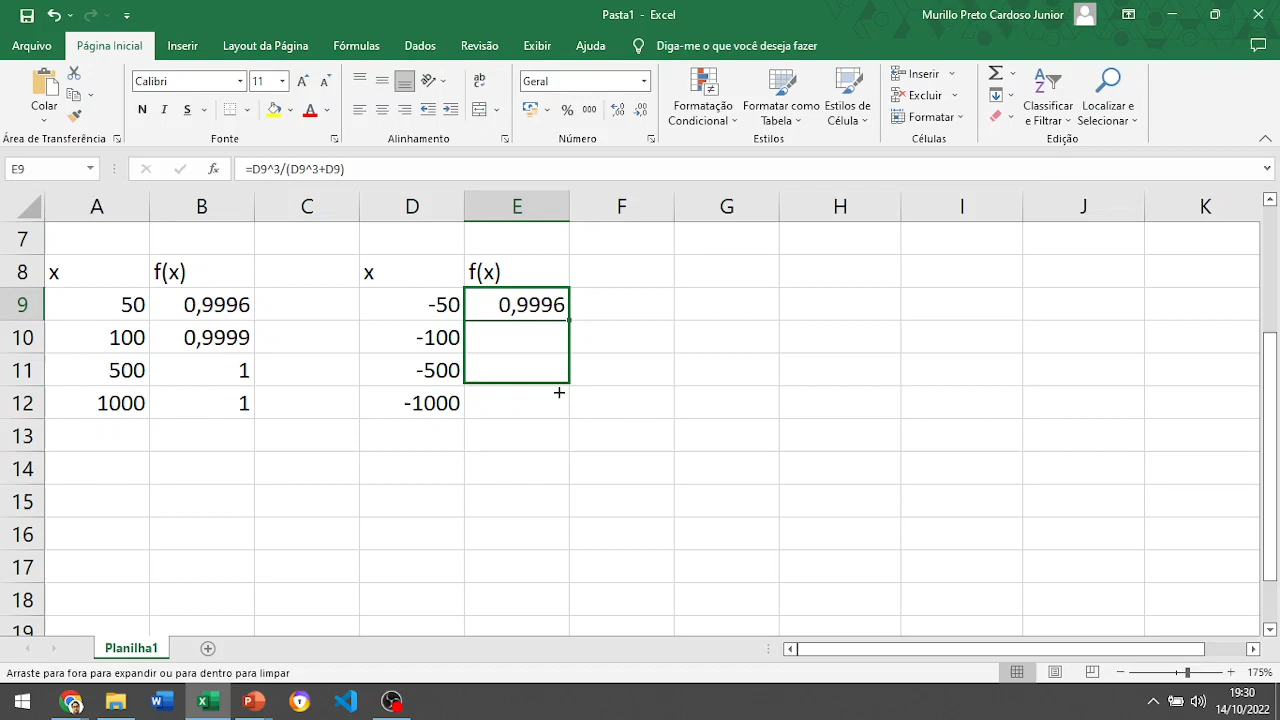 Pasta1 - Excel
Murillo Preto Cardoso Junior
Arquivo Página Inicial Inserir Layout da Página Fórmulas Dados Revisão Exibir Ajuda Diga-me o que você deseja fazer
Colar
Calibri 11
N I S
ab
Geral
% 000
Formatação Condicional
Formatar como Tabela
Estilos de Célula
Inserir
Excluir
Formatar
Classificar e Filtrar
Localizar e Selecionar
Área de Transferência Fonte Alinhamento Número Estilos Células Edição
E9 fx =D9^3/(D9^3+D9)
A B C D E F G H I J K
7
8 x f(x) x f(x)
9 50 0,9996 -50 0,9996
10 100 0,9999 -100
11 500 1 -500
12 1000 1 -1000
13
14
15
16
17
18
19
Planilha1
Arraste para fora para expandir ou para dentro para limpar
175%
19:30
14/10/2022